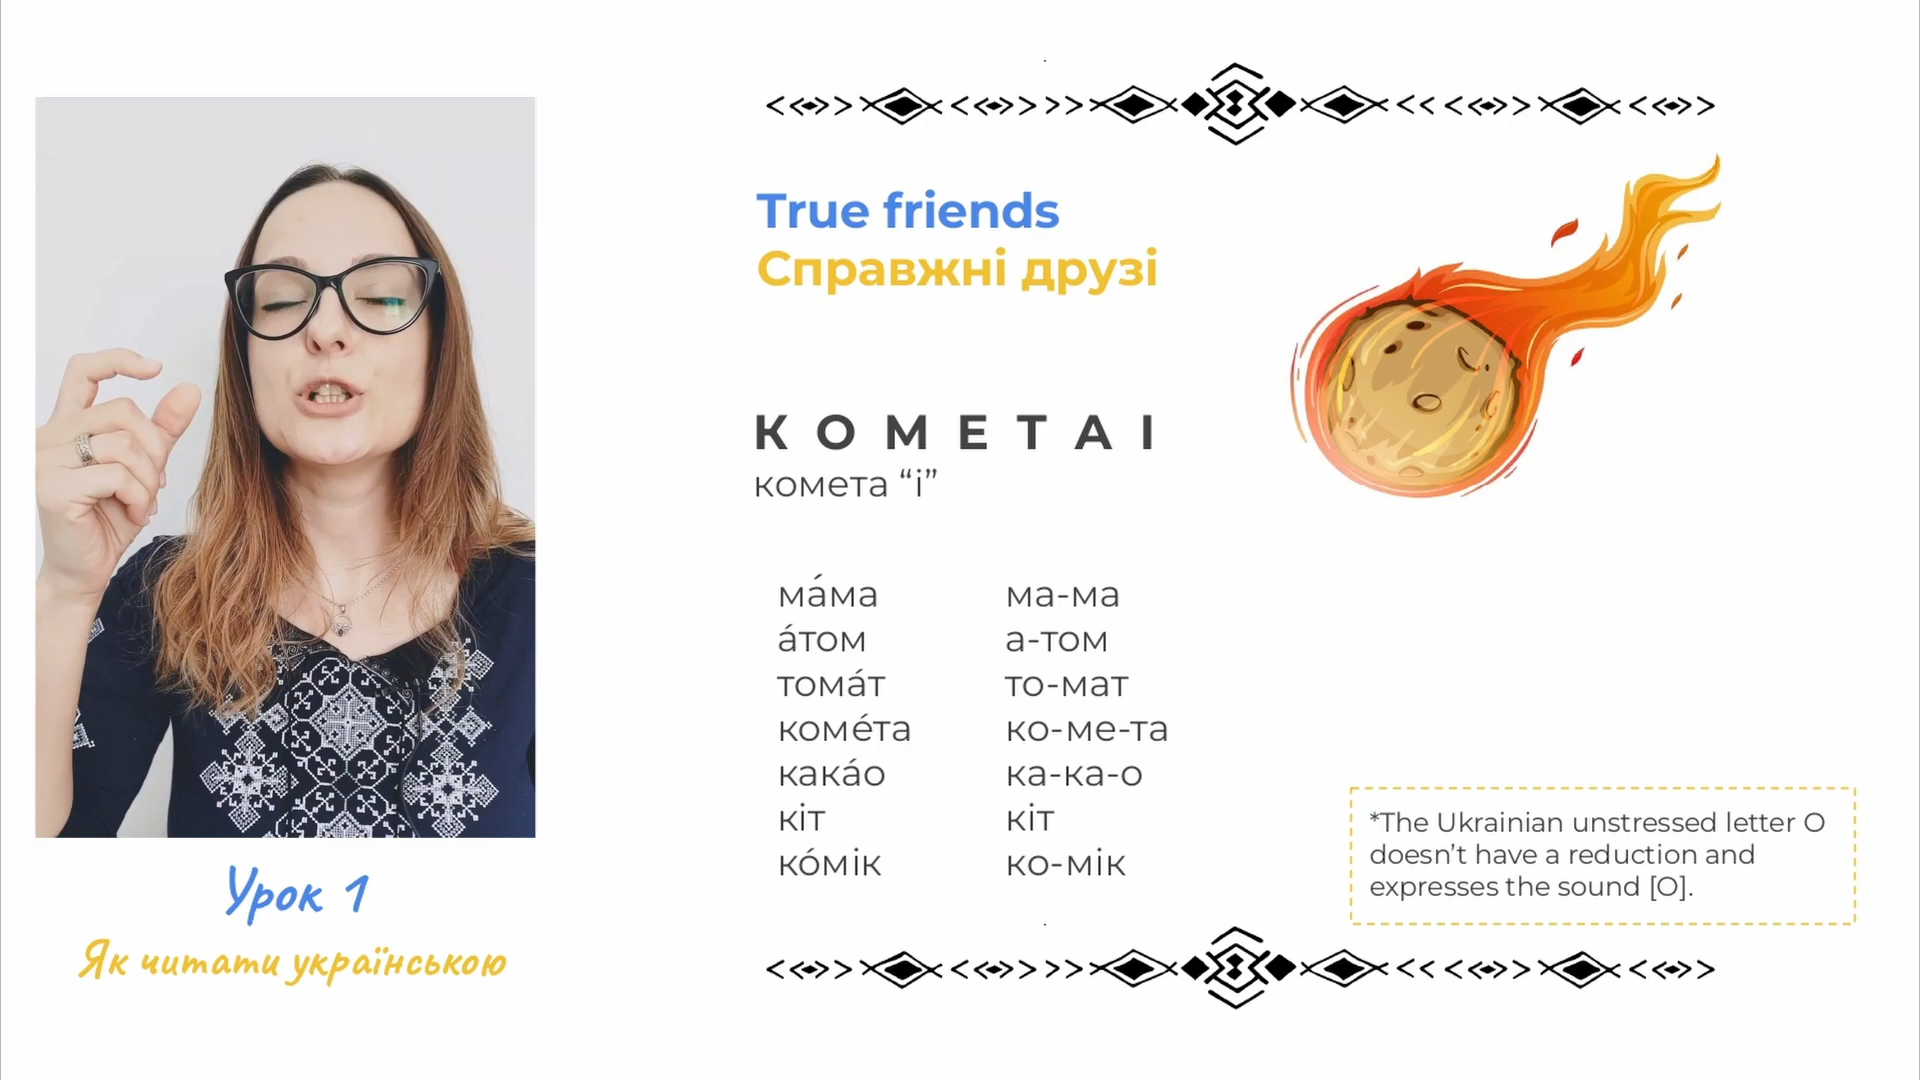 True friends
Справжні друзі
К О М Е Т А І
комета “і”
ма́ма ма-ма
а́том а-том
тома́т то-мат
коме́та ко-ме-та
кака́о ка-ка-о
кіт кіт
ко́мік ко-мік
*The Ukrainian unstressed letter O
doesn’t have a reduction and
expresses the sound [O].
Урок 1
Як читати українською